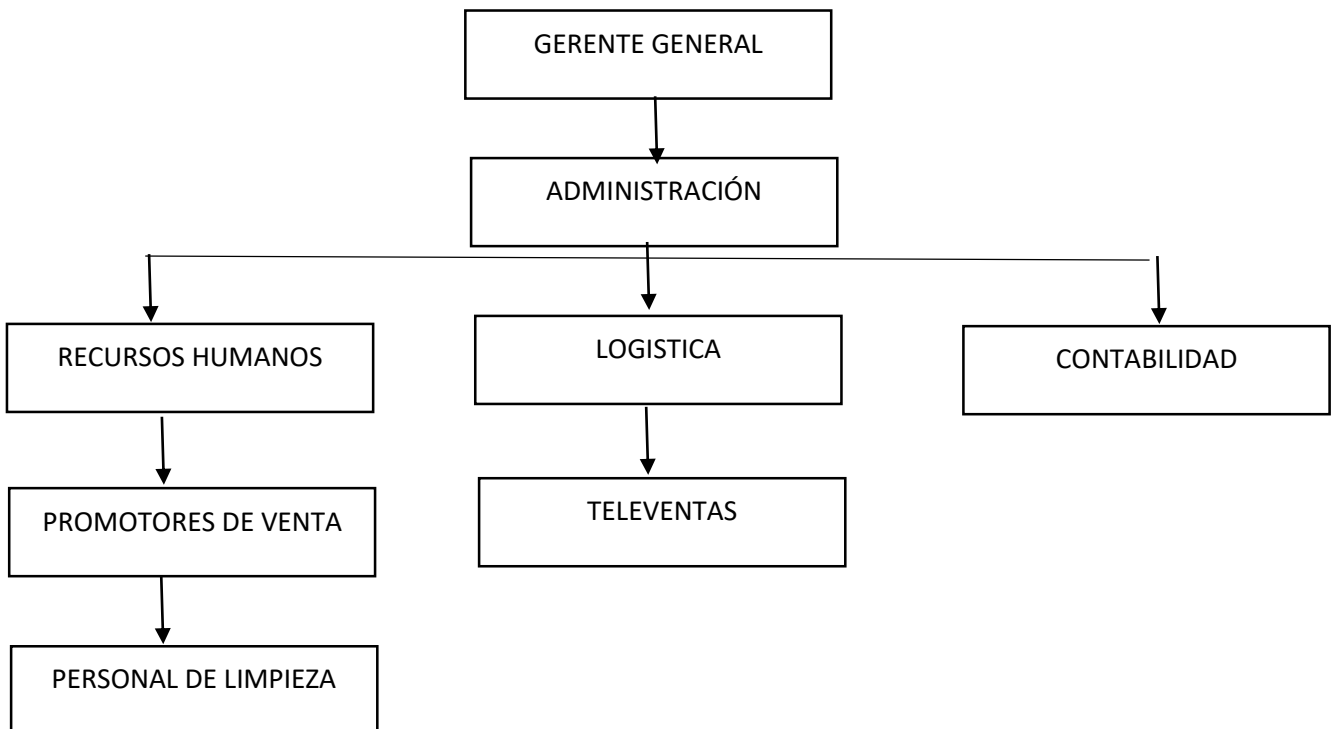 GERENTE GENERAL
ADMINISTRACIÓN
RECURSOS HUMANOS
LOGISTICA
CONTABILIDAD
PROMOTORES DE VENTA
TELEVENTAS
PERSONAL DE LIMPIEZA